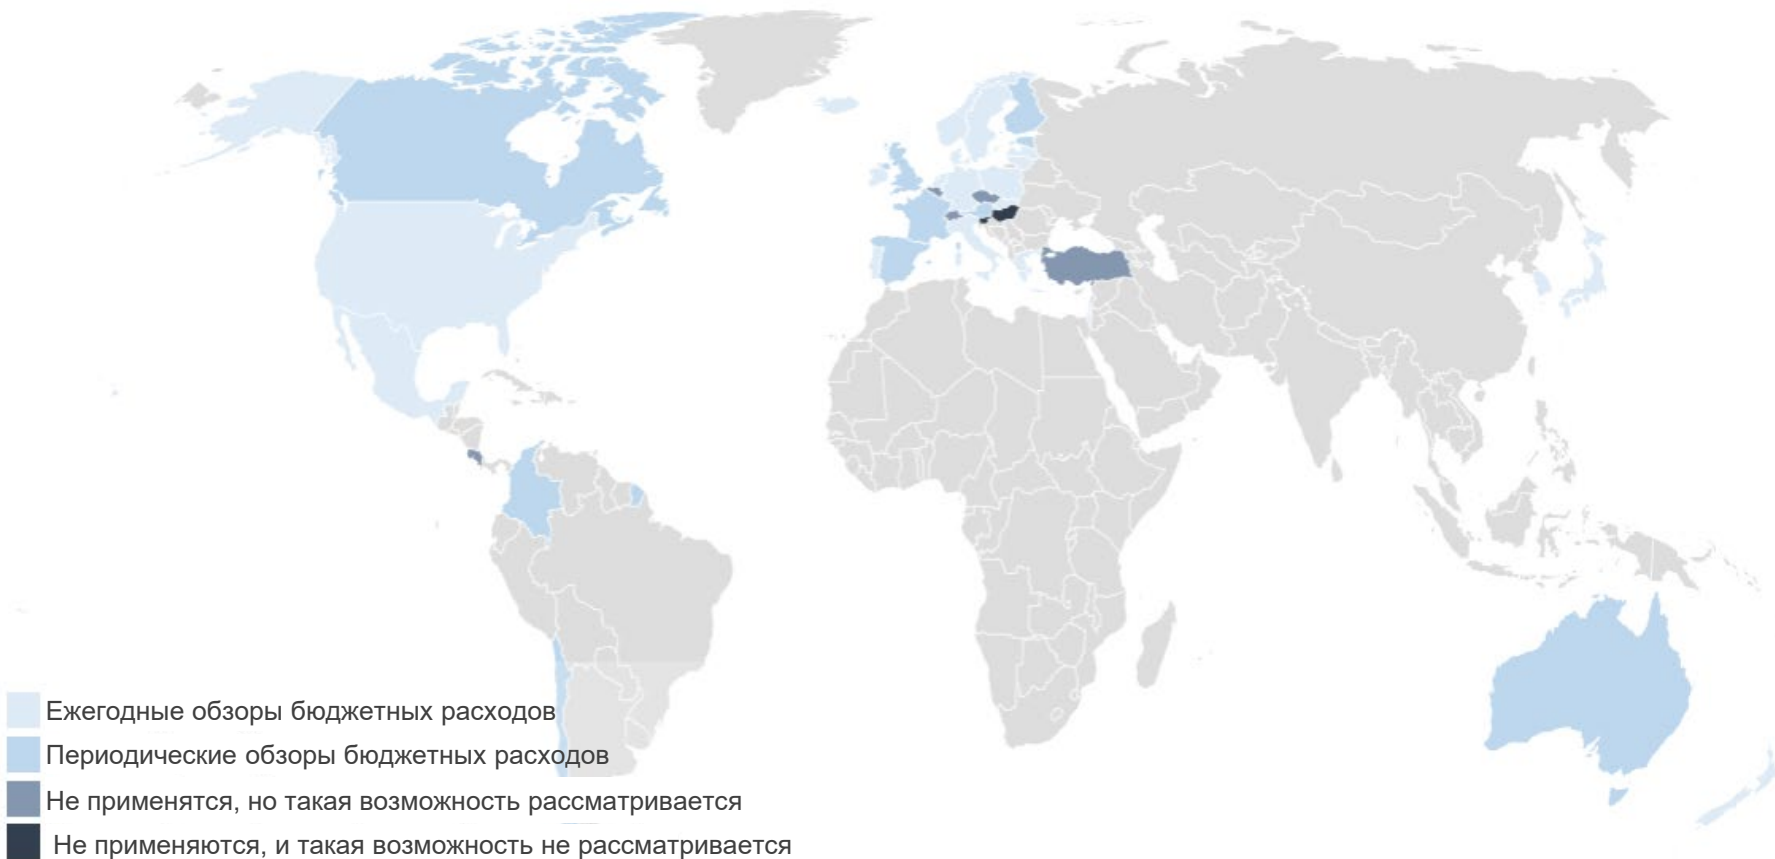 Ежегодные обзоры бюджетных расходов
Периодические обзоры бюджетных расходов
Не применятся, но такая возможность рассматривается
Не применяются, и такая возможность не рассматривается